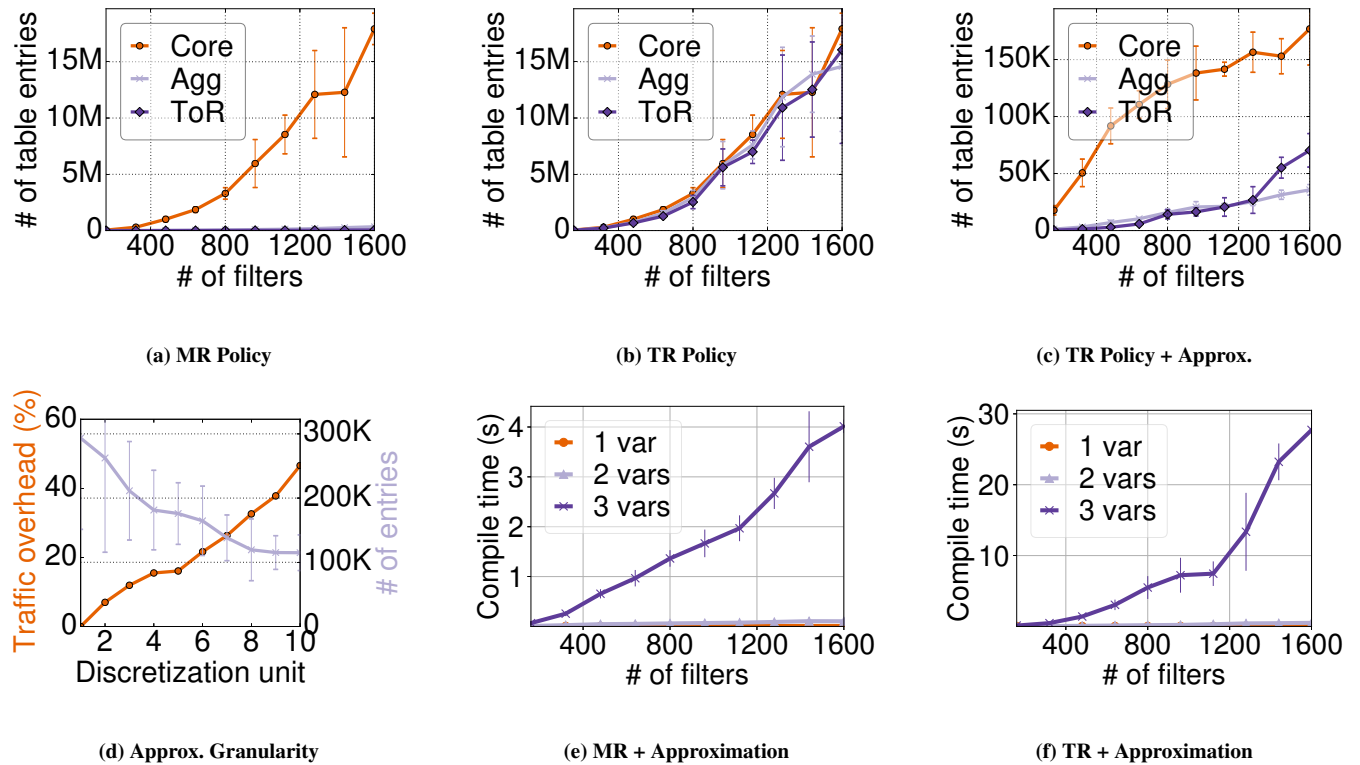 # of table entries
15M
10M
5M
0
Core
Agg
ToR
400 800 1200 1600
# of filters
(a) MR Policy
# of table entries
15M
10M
5M
0
Core
Agg
ToR
400 800 1200 1600
# of filters
(b) TR Policy
# of table entries
150K
100K
50K
0
Core
Agg
ToR
400 800 1200 1600
# of filters
(c) TR Policy + Approx.
Traffic overhead (%)
60
40
20
0
300K
200K
100K
0
# of entries
2 4 6 8 10
Discretization unit
(d) Approx. Granularity
Compile time (s)
4
3
2
1
1 var
2 vars
3 vars
400 800 1200 1600
# of filters
(e) MR + Approximation
Compile time (s)
30
20
10
1 var
2 vars
3 vars
400 800 1200 1600
# of filters
(f) TR + Approximation